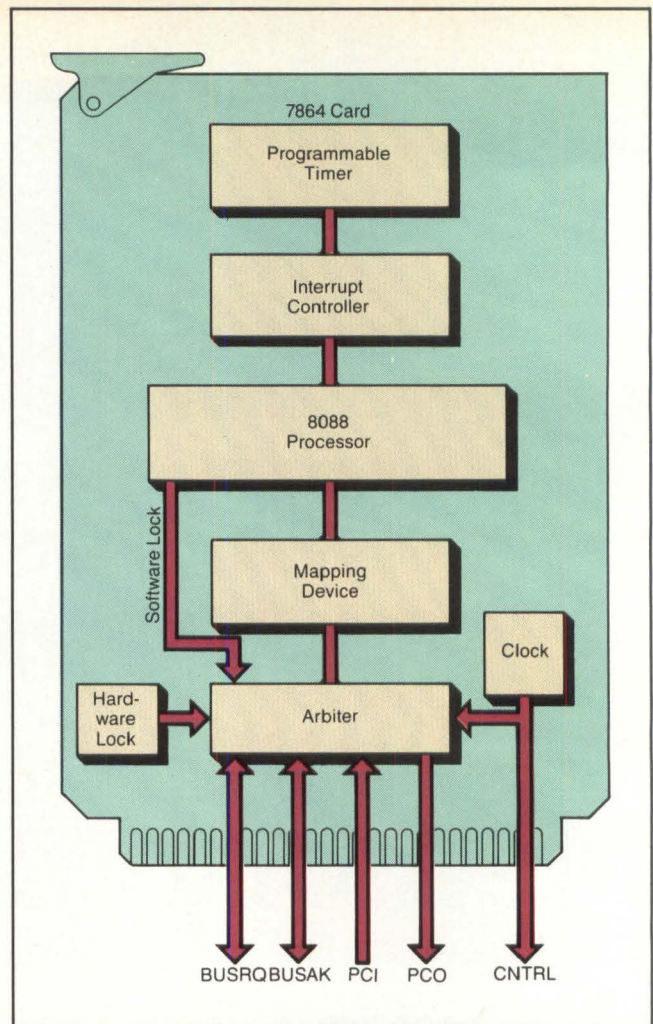 7864 Card
Programmable
Timer
Interrupt
Controller
8088
Processor
Software Lock
Mapping
Device
Clock
Hard-
ware
Lock
Arbiter
BUSRQ BUSAK PCI PCO CNTRL